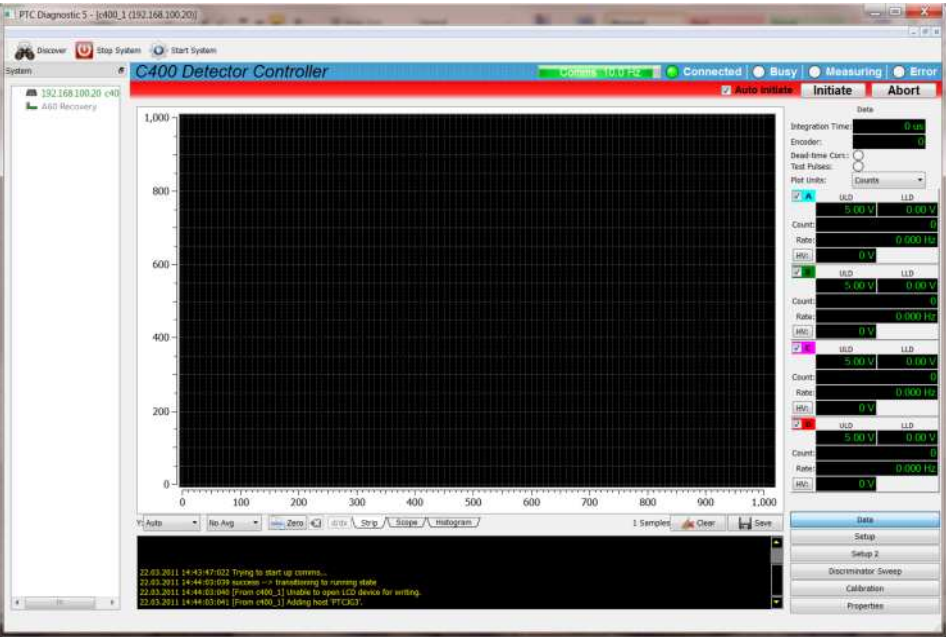 PTC Diagnostic 5 - [c400_1 (192.168.100.20)]
Discover Stop System Start System
System
C400 Detector Controller
Comms 10.0 Hz Connected Busy Measuring Error
Auto initiate Initiate Abort
192.168.100.20 c40
A60 Recovery
Data
Integration Time: 0 us
Encoder: 0
Dead-time Corr.:
Test Pulses:
Plot Units: Counts
A ULD LLD
5.00 V 0.00 V
Count: 0
Rate: 0.000 Hz
HV: 0 V
B ULD LLD
5.00 V 0.00 V
Count: 0
Rate: 0.000 Hz
HV: 0 V
C ULD LLD
5.00 V 0.00 V
Count: 0
Rate: 0.000 Hz
HV: 0 V
D ULD LLD
5.00 V 0.00 V
Count: 0
Rate: 0.000 Hz
HV: 0 V
1,000
800
600
400
200
0
0 100 200 300 400 500 600 700 800 900 1,000
Y: Auto No Avg Zero d/dx Strip Scope Histogram 1 Samples Clear Save
22.03.2011 14:43:47:022 Trying to start up comms...
22.03.2011 14:44:03:039 success --> transitioning to running state
22.03.2011 14:44:03:040 [From c400_1] Unable to open LCD device for writing.
22.03.2011 14:44:03:041 [From c400_1] Adding host 'PTC3G3'.
Data
Setup
Setup 2
Discriminator Sweep
Calibration
Properties